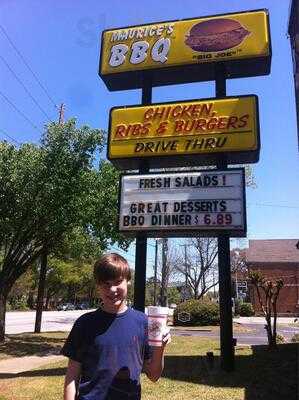 MAURICE'S
BBQ
"BIG JOE"
CHICKEN,
RIBS & BURGERS
DRIVE THRU
FRESH SALADS!
GREAT DESSERTS
BBQ DINNER $ 6.89